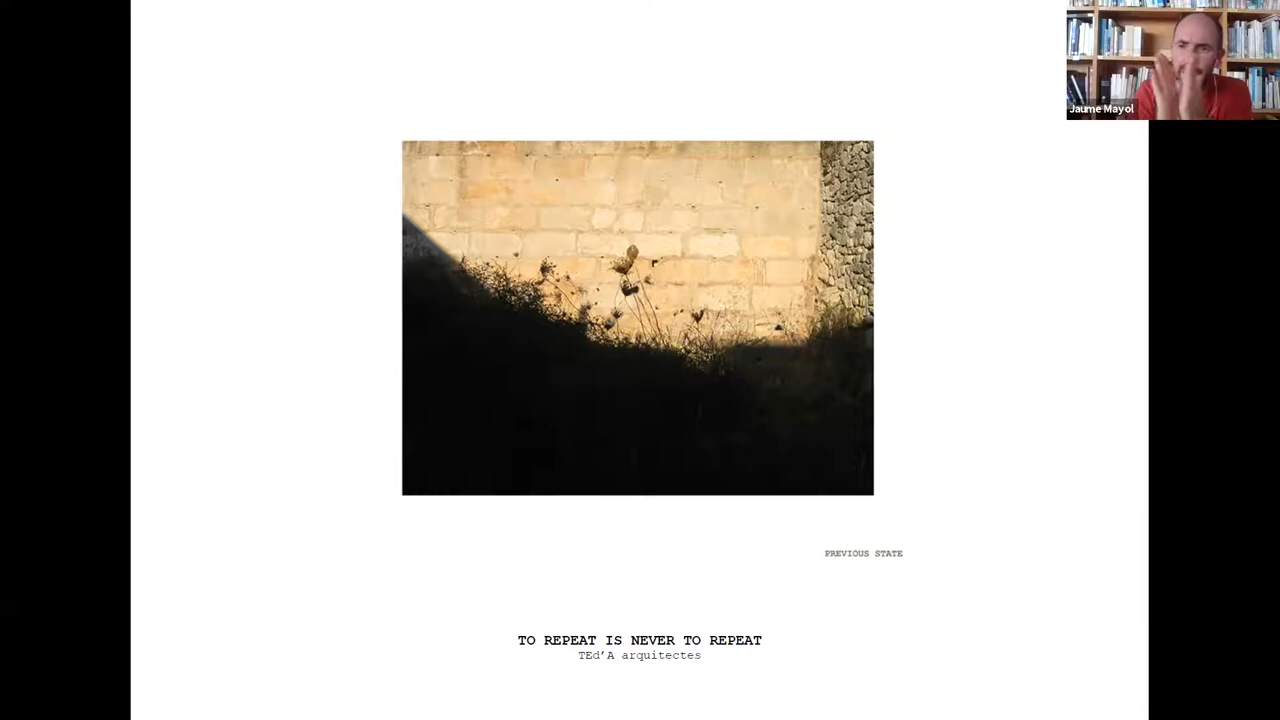 Jaume Mayol
PREVIOUS STATE
TO REPEAT IS NEVER TO REPEAT
TEd'A arquitectes